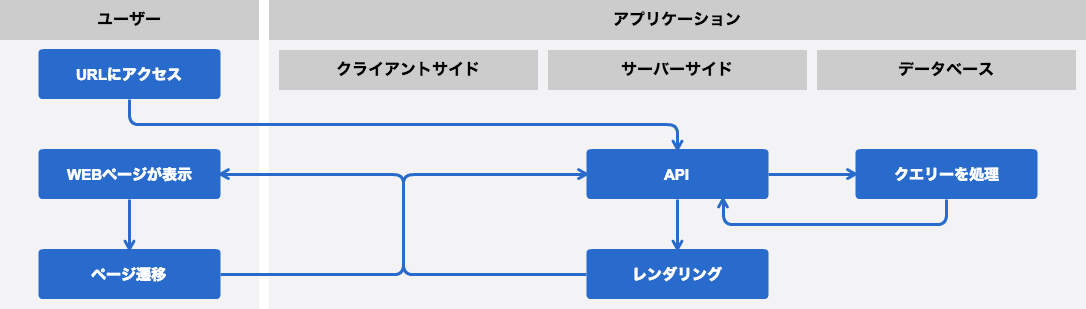 ユーザー
アプリケーション
クライアントサイド
サーバーサイド
データベース
URLにアクセス
WEBページが表示
API
クエリーを処理
ページ遷移
レンダリング